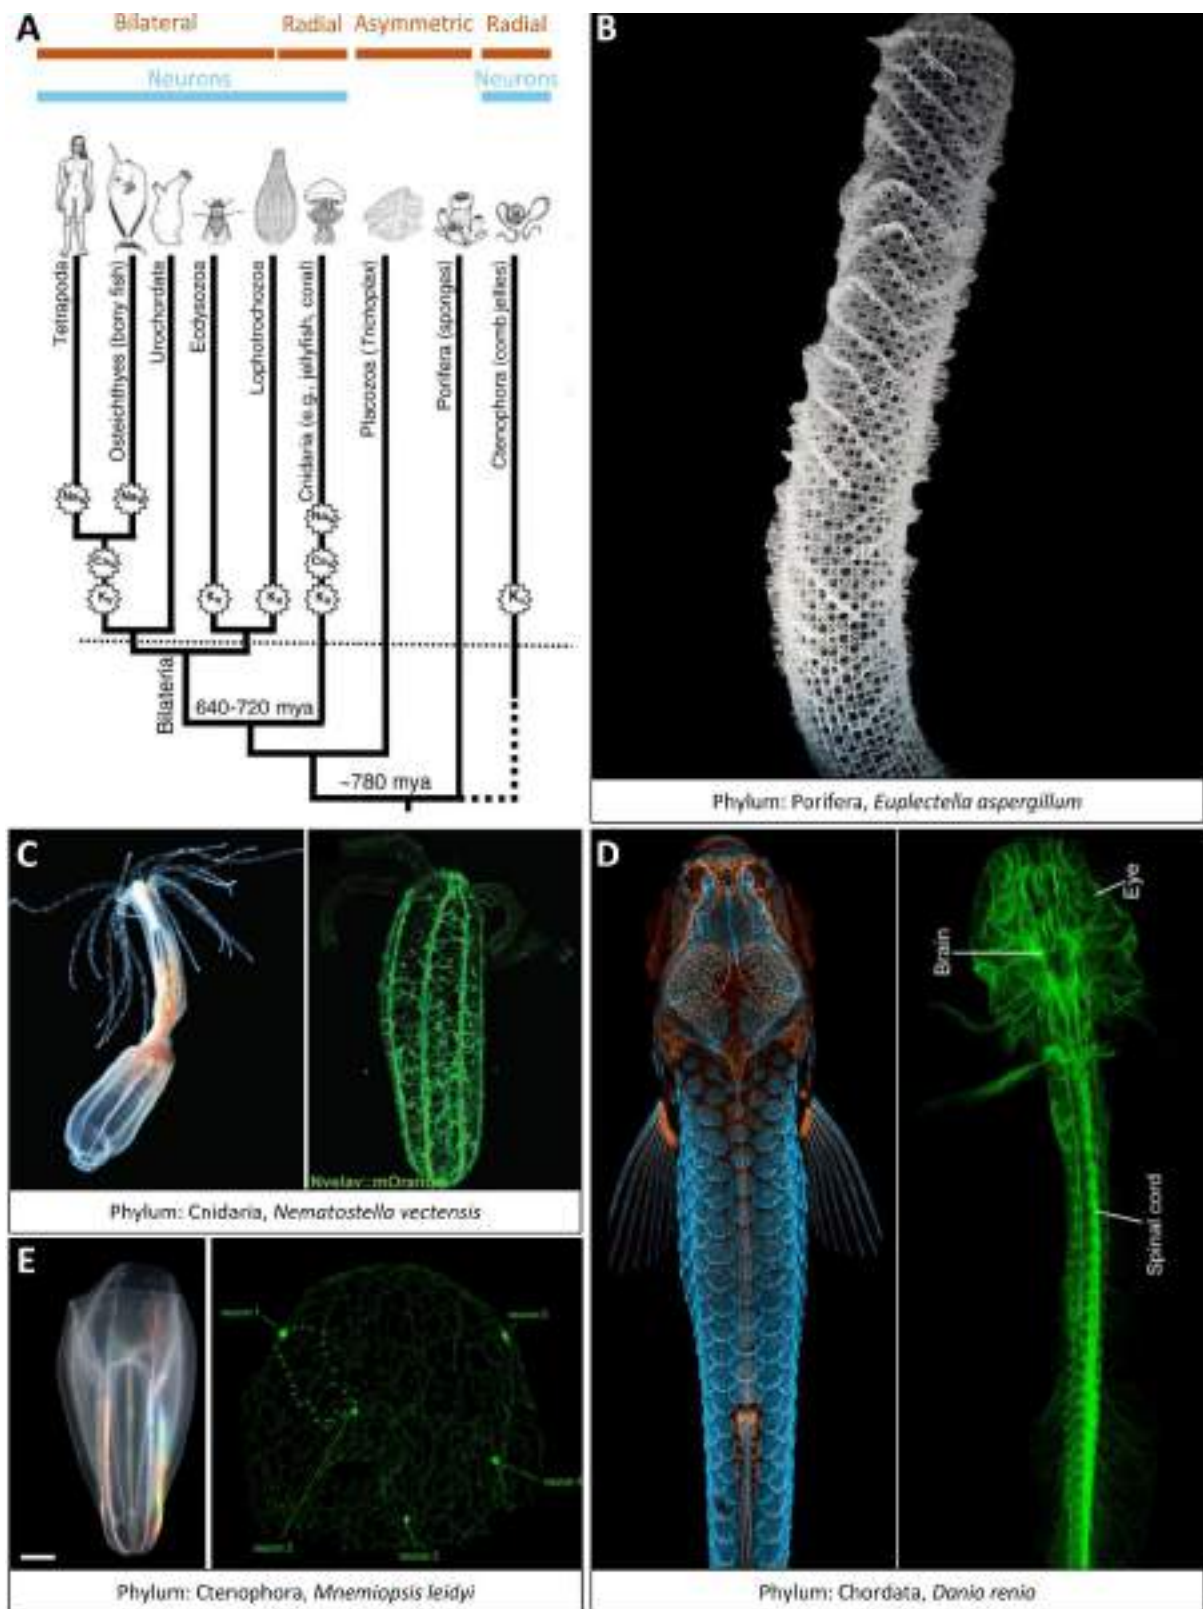 A
Bilateral
Radial
Asymmetric
Radial
Neurons
Neurons
Tetrapoda
Osteichthyes (bony fish)
Urochordate
Ecdysozoa
Lophotrochozoa
Cnidaria (e.g., jellyfish, coral)
Placozoa (Trichoplax)
Porifera (sponges)
Ctenophora (comb jellies)
Bilateria
640-720 mya
~780 mya
B
Phylum: Porifera, Euplectella aspergillum
C
Phylum: Cnidaria, Nematostella vectensis
D
Eye
Brain
Spinal cord
Phylum: Chordata, Danio renio
E
Phylum: Ctenophora, Mnemiopsis leidyi